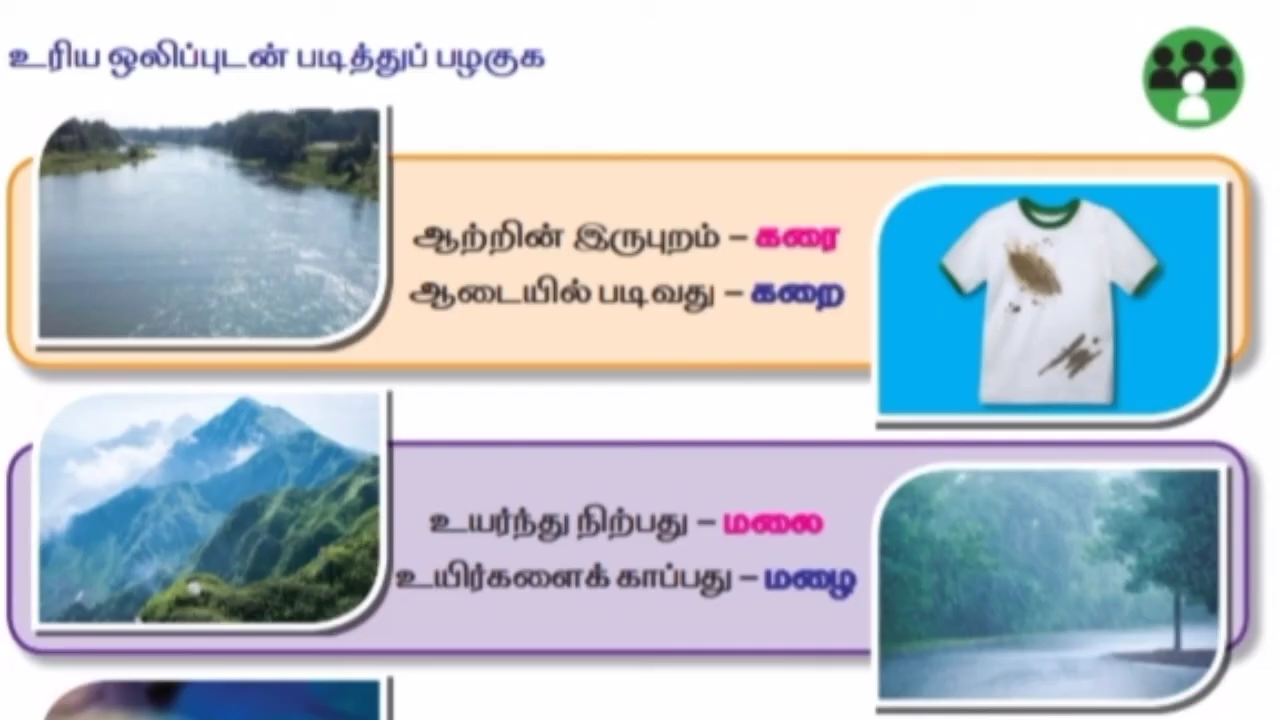 உரிய ஒலிப்புடன் படித்துப் பழகுக
ஆற்றின் இருபுறம் – கரை
ஆடையில் படிவது – கறை
உயர்ந்து நிற்பது – மலை
உயிர்களைக் காப்பது – மழை